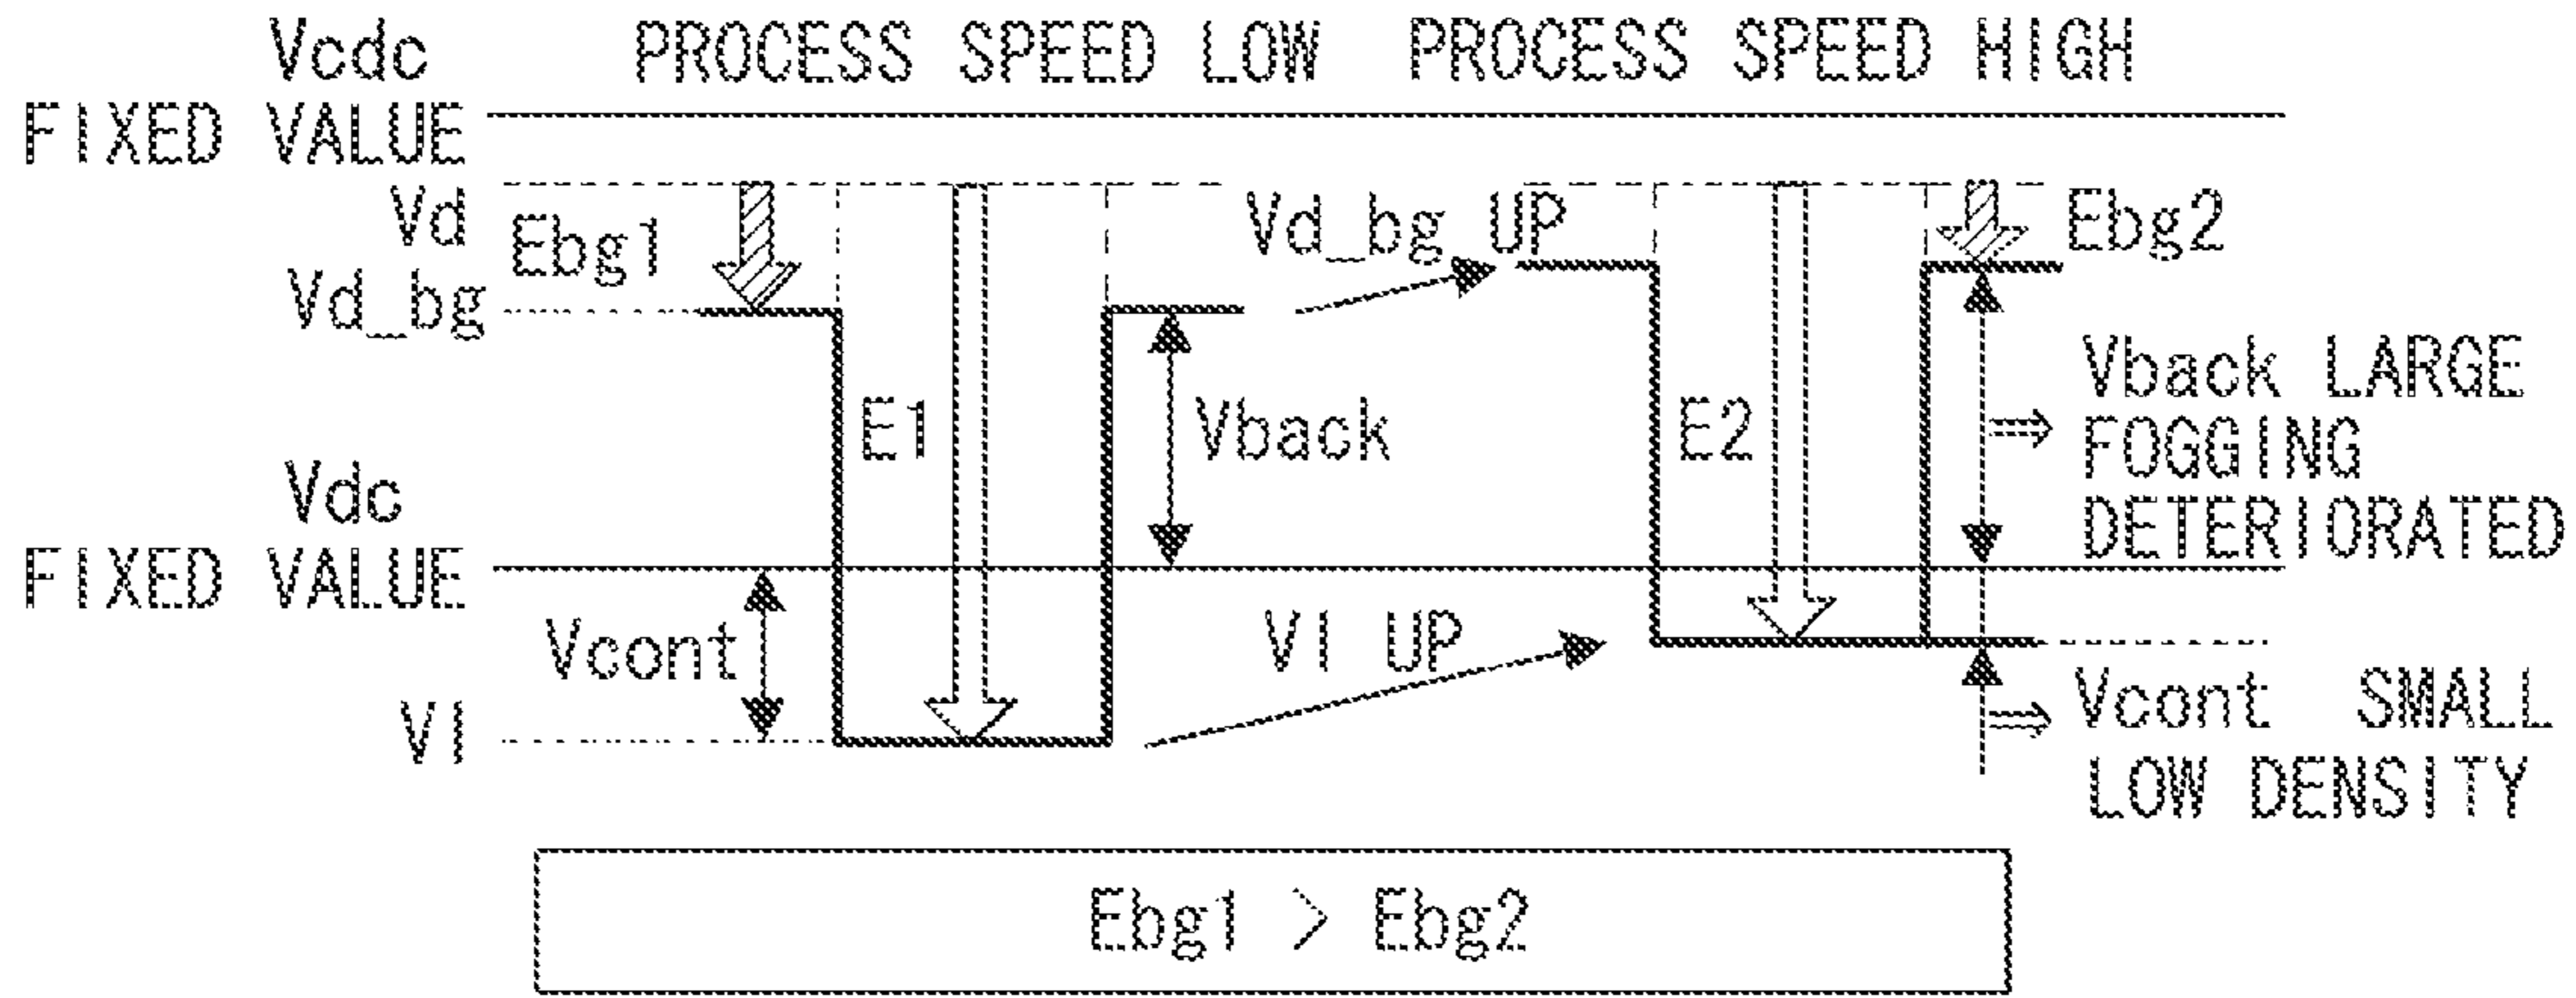 Vcdc
FIXED VALUE
PROCESS SPEED LOW
PROCESS SPEED HIGH
Vd
Ebg1
Vd_bg
Vd_bg UP
Ebg2
E1
Vback
E2
Vback LARGE
FOGGING
DETERIORATED
Vdc
FIXED VALUE
Vcont
Vl UP
Vl
Vcont SMALL
LOW DENSITY
Ebg1 > Ebg2